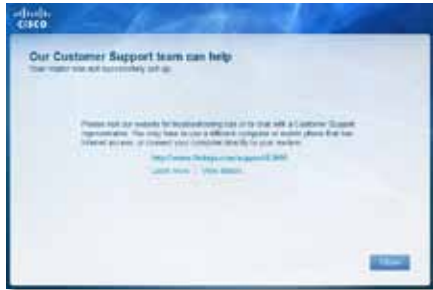 CISCO
Our Customer Support team can help
Your router was not successfully set up.
Please visit our website for troubleshooting tips or to chat with a Customer Support
representative. You may have to use a different computer or mobile phone that has
Internet access, or connect your computer directly to your modem.
Learn more | View details